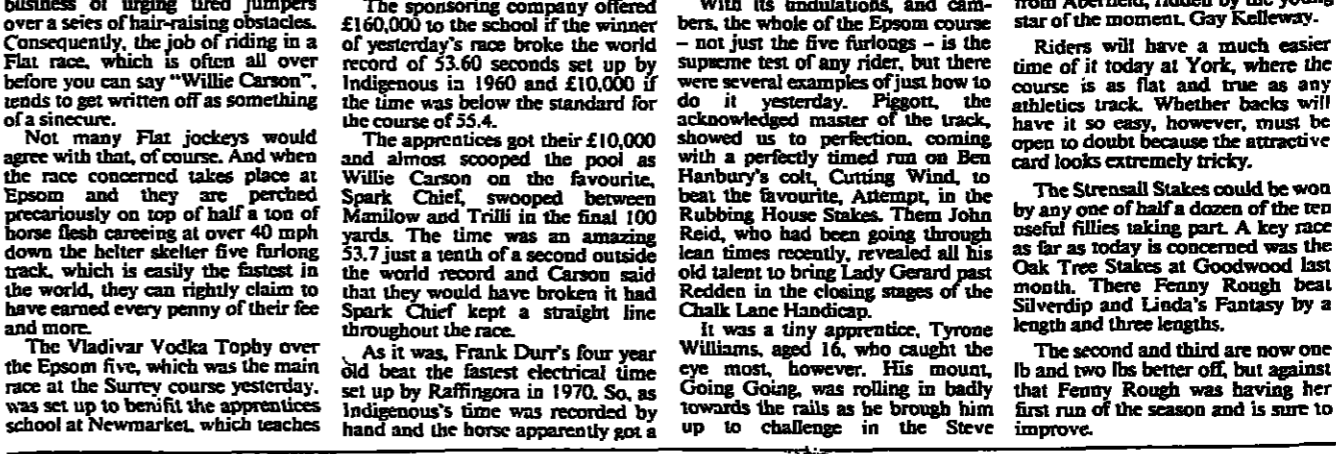 business of urging tired jumpers
over a seies of hair-raising obstacles.
Consequently, the job of riding in a
Flat race, which is often all over
before you can say "Willie Carson",
tends to get written off as something
of a sinecure.
Not many Flat jockeys would
agree with that, of course. And when
the race concerned takes place at
Epsom and they are perched
precariously on top of half a ton of
horse flesh careeing at over 40 mph
down the helter skelter five furlong
track, which is easily the fastest in
the world, they can rightly claim to
have earned every penny of their fee
and more.
The Vladivar Vodka Tophy over
the Epsom five, which was the main
race at the Surrey course yesterday.
was set up to benifit the apprentices
school at Newmarket, which teaches
The sponsoring company offered
£160,000 to the school if the winner
of yesterday's race broke the world
record of 53.60 seconds set up by
Indigenous in 1960 and £10,000 if
the time was below the standard for
the course of 55.4.
The apprentices got their £10,000
and almost scooped the pool as
Willie Carson on the favourite,
Spark Chief, swooped between
Manilow and Trilli in the final 100
yards. The time was an amazing
53.7 just a tenth of a second outside
the world record and Carson said
that they would have broken it had
Spark Chief kept a straight line
throughout the race.
As it was, Frank Durr's four year
old beat the fastest electrical time
set up by Raffingora in 1970. So, as
Indigenous's time was recorded by
hand and the horse apparently got a
With its undulations, and cam-
bers, the whole of the Epsom course
– not just the five furlongs – is the
supreme test of any rider, but there
were several examples of just how to
do it yesterday. Piggott, the
acknowledged master of the track,
showed us to perfection, coming
with a perfectly timed run on Ben
Hanbury's colt, Cutting Wind, to
beat the favourite, Attempt, in the
Rubbing House Stakes. Them John
Reid, who had been going through
lean times recently, revealed all his
old talent to bring Lady Gerard past
Redden in the closing stages of the
Chalk Lane Handicap.
It was a tiny apprentice, Tyrone
Williams, aged 16, who caught the
eye most, however. His mount,
Going Going, was rolling in badly
towards the rails as he brough him
up to challenge in the Steve
from Aberfield, ridden by the young
star of the moment, Gay Kelleway.
Riders will have a much easier
time of it today at York, where the
course is as flat and true as any
athletics track. Whether backs will
have it so easy, however, must be
open to doubt because the attractive
card looks extremely tricky.
The Strensall Stakes could be won
by any one of half a dozen of the ten
useful fillies taking part. A key race
as far as today is concerned was the
Oak Tree Stakes at Goodwood last
month. There Fenny Rough beat
Silverdip and Linda's Fantasy by a
length and three lengths.
The second and third are now one
lb and two lbs better off, but against
that Fenny Rough was having her
first run of the season and is sure to
improve.